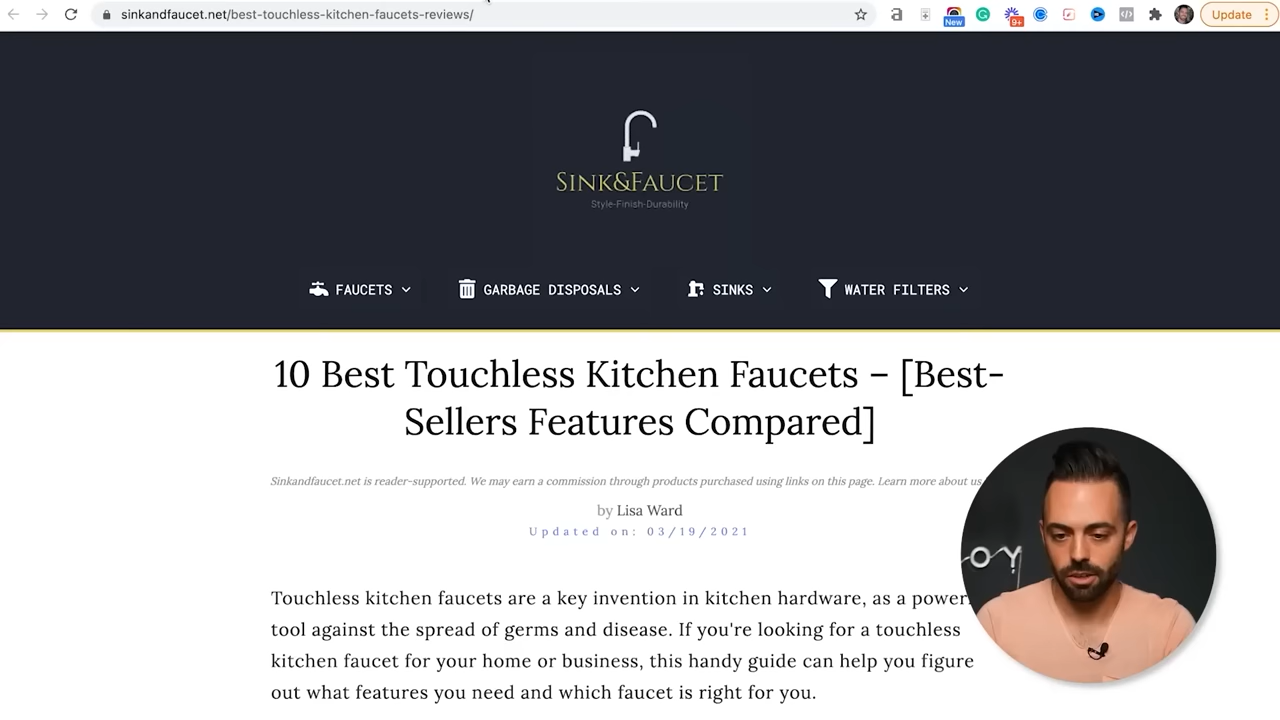 sinkandfaucet.net/best-touchless-kitchen-faucets-reviews/
New
9+
Update
SINK&FAUCET
Style-Finish-Durability
FAUCETS
GARBAGE DISPOSALS
SINKS
WATER FILTERS
10 Best Touchless Kitchen Faucets – [Best-
Sellers Features Compared]
Sinkandfaucet.net is reader-supported. We may earn a commission through products purchased using links on this page. Learn more about us
by Lisa Ward
Updated on: 03/19/2021
Touchless kitchen faucets are a key invention in kitchen hardware, as a
tool against the spread of germs and disease. If you're looking for a touchless
kitchen faucet for your home or business, this handy guide can help you figure
out what features you need and which faucet is right for you.
OY